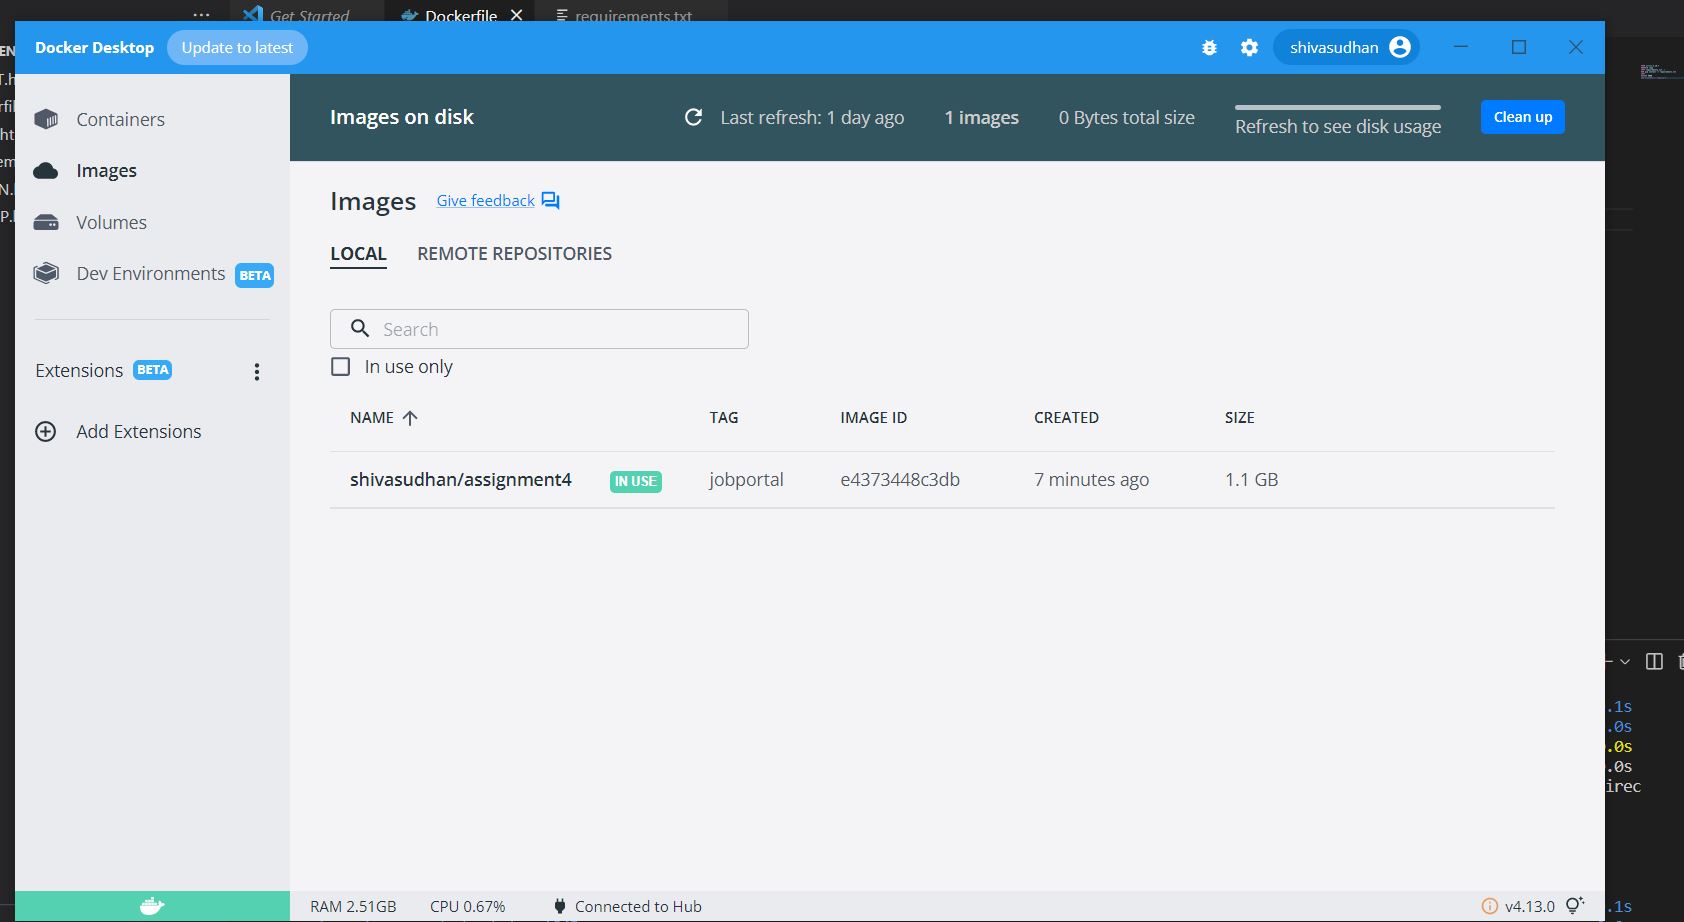 ... Get Started Dockerfile requirements.txt
Docker Desktop Update to latest shivasudhan
Containers
Images
Volumes
Dev Environments BETA
Extensions BETA
Add Extensions
Images on disk Last refresh: 1 day ago 1 images 0 Bytes total size Refresh to see disk usage Clean up
Images Give feedback
LOCAL REMOTE REPOSITORIES
Search
In use only
NAME TAG IMAGE ID CREATED SIZE
shivasudhan/assignment4 IN USE jobportal e4373448c3db 7 minutes ago 1.1 GB
.1s
.0s
.0s
.0s
irec
.1s
RAM 2.51GB CPU 0.67% Connected to Hub v4.13.0